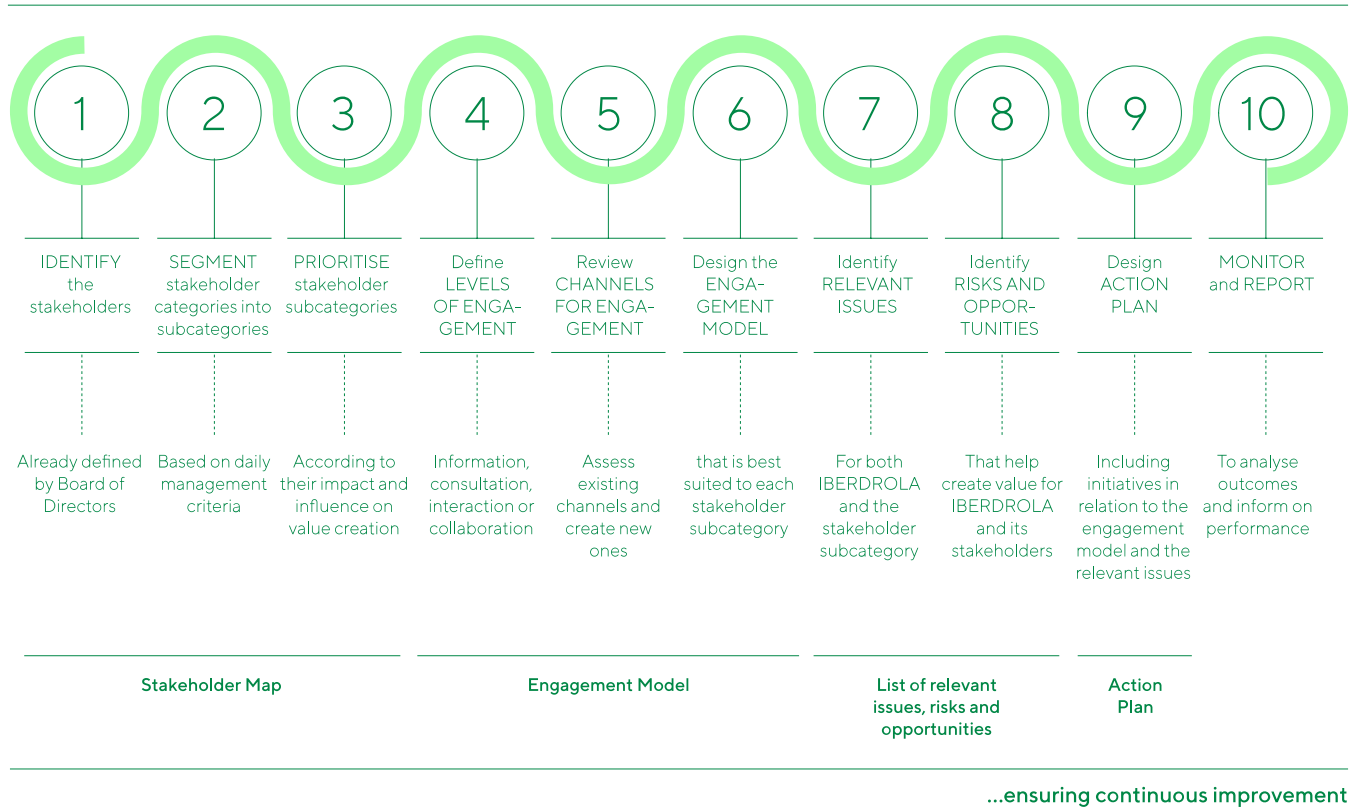 1
2
3
4
5
6
7
8
9
10
IDENTIFY
the
stakeholders
SEGMENT
stakeholder
categories into
subcategories
PRIORITISE
stakeholder
subcategories
Define
LEVELS
OF ENGA-
GEMENT
Review
CHANNELS
FOR ENGA-
GEMENT
Design the
ENGA-
GEMENT
MODEL
Identify
RELEVANT
ISSUES
Identify
RISKS AND
OPPOR-
TUNITIES
Design
ACTION
PLAN
MONITOR
and REPORT
Already defined
by Board of
Directors
Based on daily
management
criteria
According to
their impact and
influence on
value creation
Information,
consultation,
interaction or
collaboration
Assess
existing
channels and
create new
ones
that is best
suited to each
stakeholder
subcategory
For both
IBERDROLA
and the
stakeholder
subcategory
That help
create value for
IBERDROLA
and its
stakeholders
Including
initiatives in
relation to the
engagement
model and the
relevant issues
To analyse
outcomes
and inform on
performance
Stakeholder Map
Engagement Model
List of relevant
issues, risks and
opportunities
Action
Plan
...ensuring continuous improvement